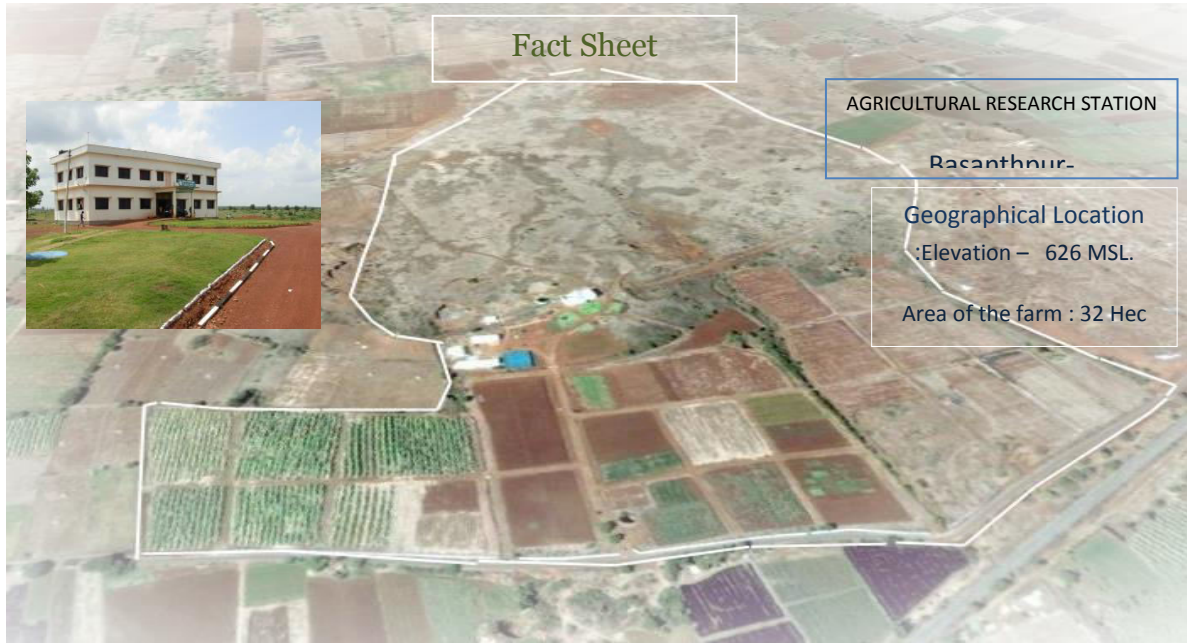 Fact Sheet
AGRICULTURAL RESEARCH STATION
Basanthpur-
Geographical Location
:Elevation – 626 MSL.
Area of the farm : 32 Hec